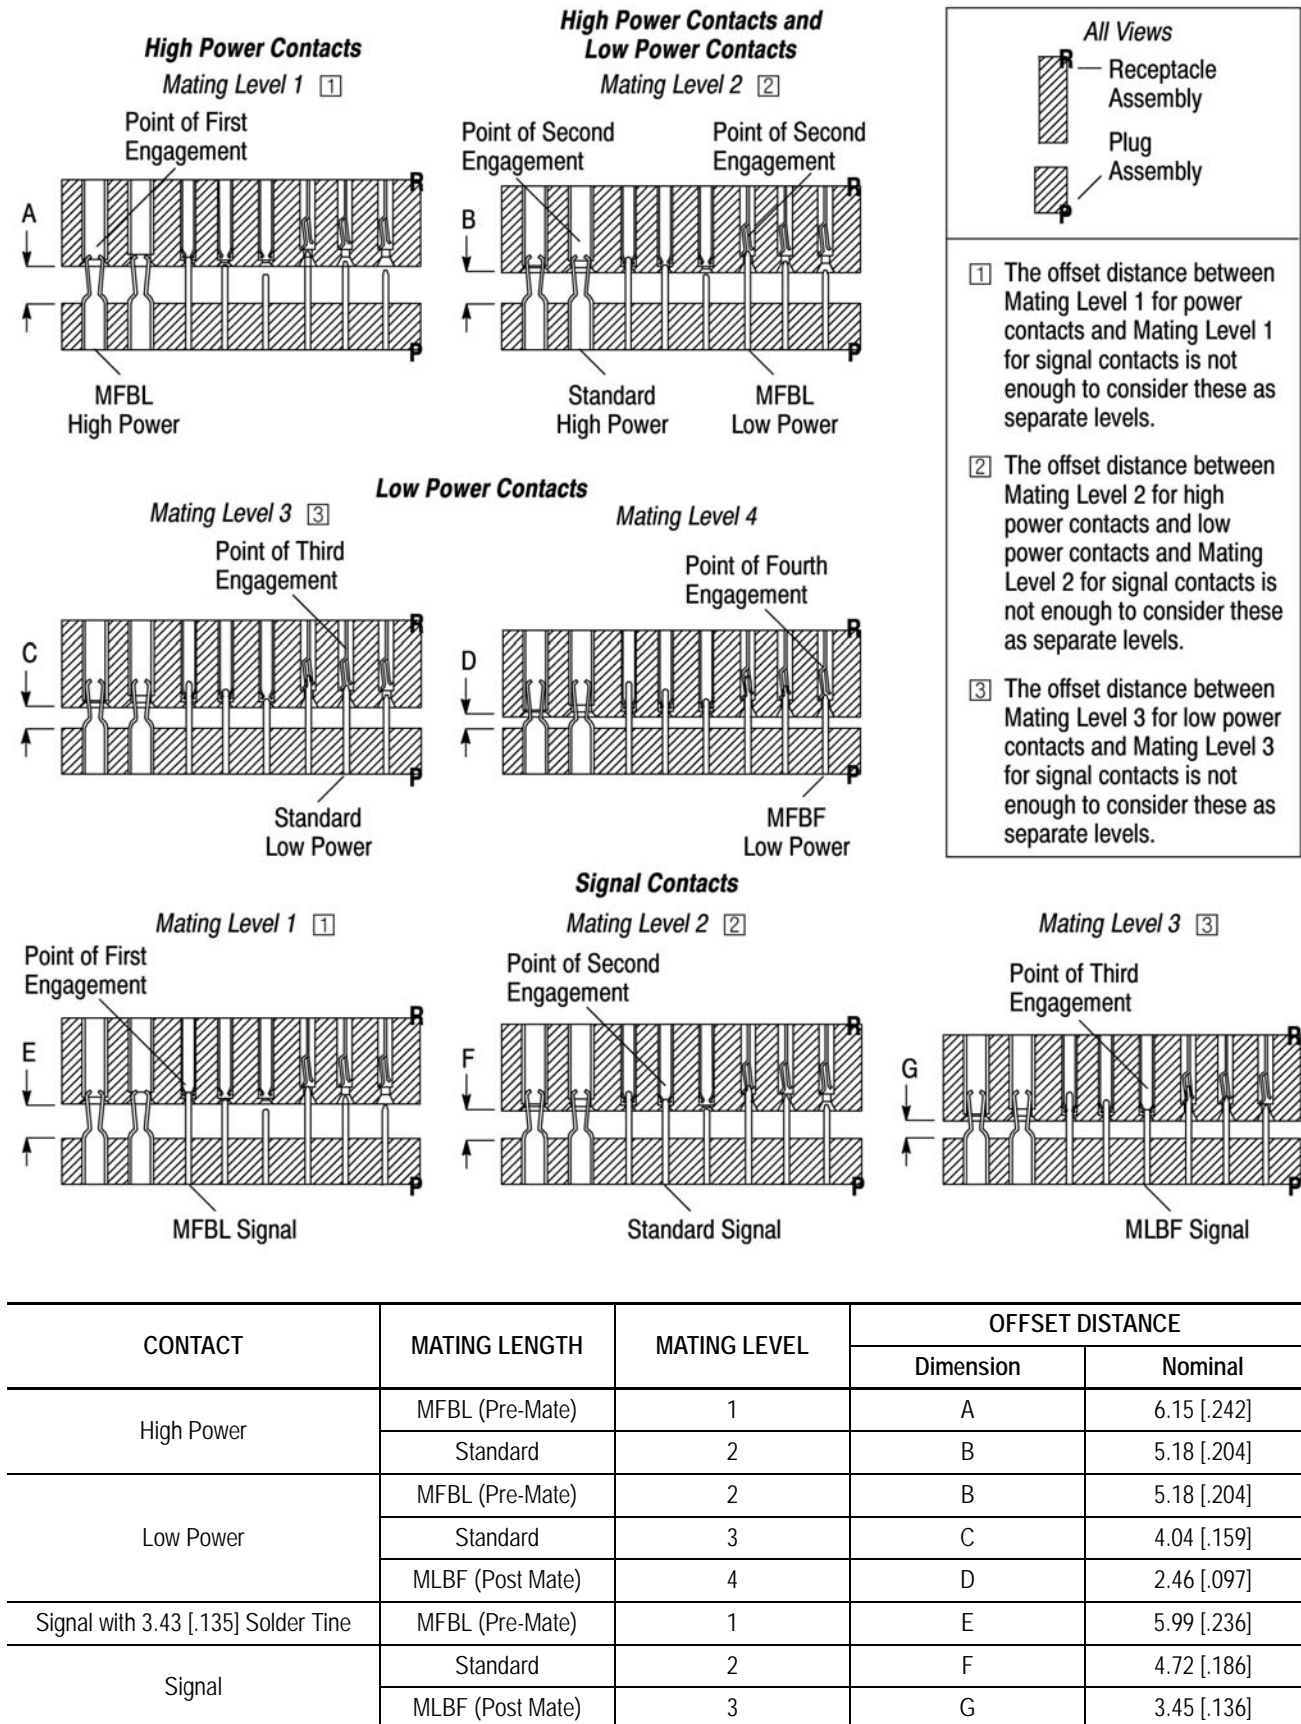 High Power Contacts
Mating Level 1 1
Point of First
Engagement
A
R
P
MFBL
High Power
High Power Contacts and
Low Power Contacts
Mating Level 2 2
Point of Second
Engagement
Point of Second
Engagement
B
R
P
Standard
High Power
MFBL
Low Power
All Views
R
Receptacle
Assembly
Plug
Assembly
P
1 The offset distance between
Mating Level 1 for power
contacts and Mating Level 1
for signal contacts is not
enough to consider these as
separate levels.
2 The offset distance between
Mating Level 2 for high
power contacts and low
power contacts and Mating
Level 2 for signal contacts is
not enough to consider these
as separate levels.
3 The offset distance between
Mating Level 3 for low power
contacts and Mating Level 3
for signal contacts is not
enough to consider these as
separate levels.
Low Power Contacts
Mating Level 3 3
Point of Third
Engagement
C
R
P
Standard
Low Power
Mating Level 4
Point of Fourth
Engagement
D
R
P
MFBF
Low Power
Signal Contacts
Mating Level 1 1
Point of First
Engagement
E
R
P
MFBL Signal
Mating Level 2 2
Point of Second
Engagement
F
R
P
Standard Signal
Mating Level 3 3
Point of Third
Engagement
G
R
P
MLBF Signal
CONTACT MATING LENGTH MATING LEVEL OFFSET DISTANCE
Dimension Nominal
High Power MFBL (Pre-Mate) 1 A 6.15 [.242]
Standard 2 B 5.18 [.204]
Low Power MFBL (Pre-Mate) 2 B 5.18 [.204]
Standard 3 C 4.04 [.159]
MLBF (Post Mate) 4 D 2.46 [.097]
Signal with 3.43 [.135] Solder Tine MFBL (Pre-Mate) 1 E 5.99 [.236]
Signal Standard 2 F 4.72 [.186]
MLBF (Post Mate) 3 G 3.45 [.136]